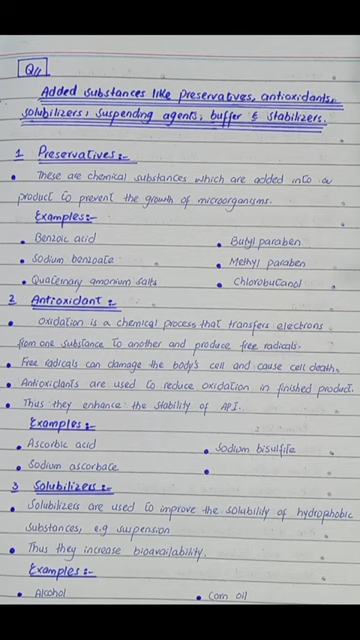 Q11
Added substances like preservatives, antioxidants,
solubilizers, suspending agents, buffer & stabilizers.
1 Preservatives:-
• These are chemical substances which are added into a
product to prevent the growth of microorganisms.
Examples:-
• Benzoic acid
• Butyl paraben
• Sodium benzoate
• Methyl paraben
• Quaternary amonium salts
• Chlorobutanol
2 Antioxidant:-
• Oxidation is a chemical process that transfers electrons
from one substance to another and produce free radicals.
• Free radicals can damage the body's cell and cause cell death.
• Antioxidants are used to reduce oxidation in finished product.
• Thus they enhance the stability of API.
Examples:-
• Ascorbic acid
• Sodium bisulfite
• Sodium ascorbate
•
3 Solubilizers:-
• Solubilizers are used to improve the solubility of hydrophobic
substances, e.g suspension
• Thus they increase bioavailability.
Examples:-
• Alcohol
• Corn oil